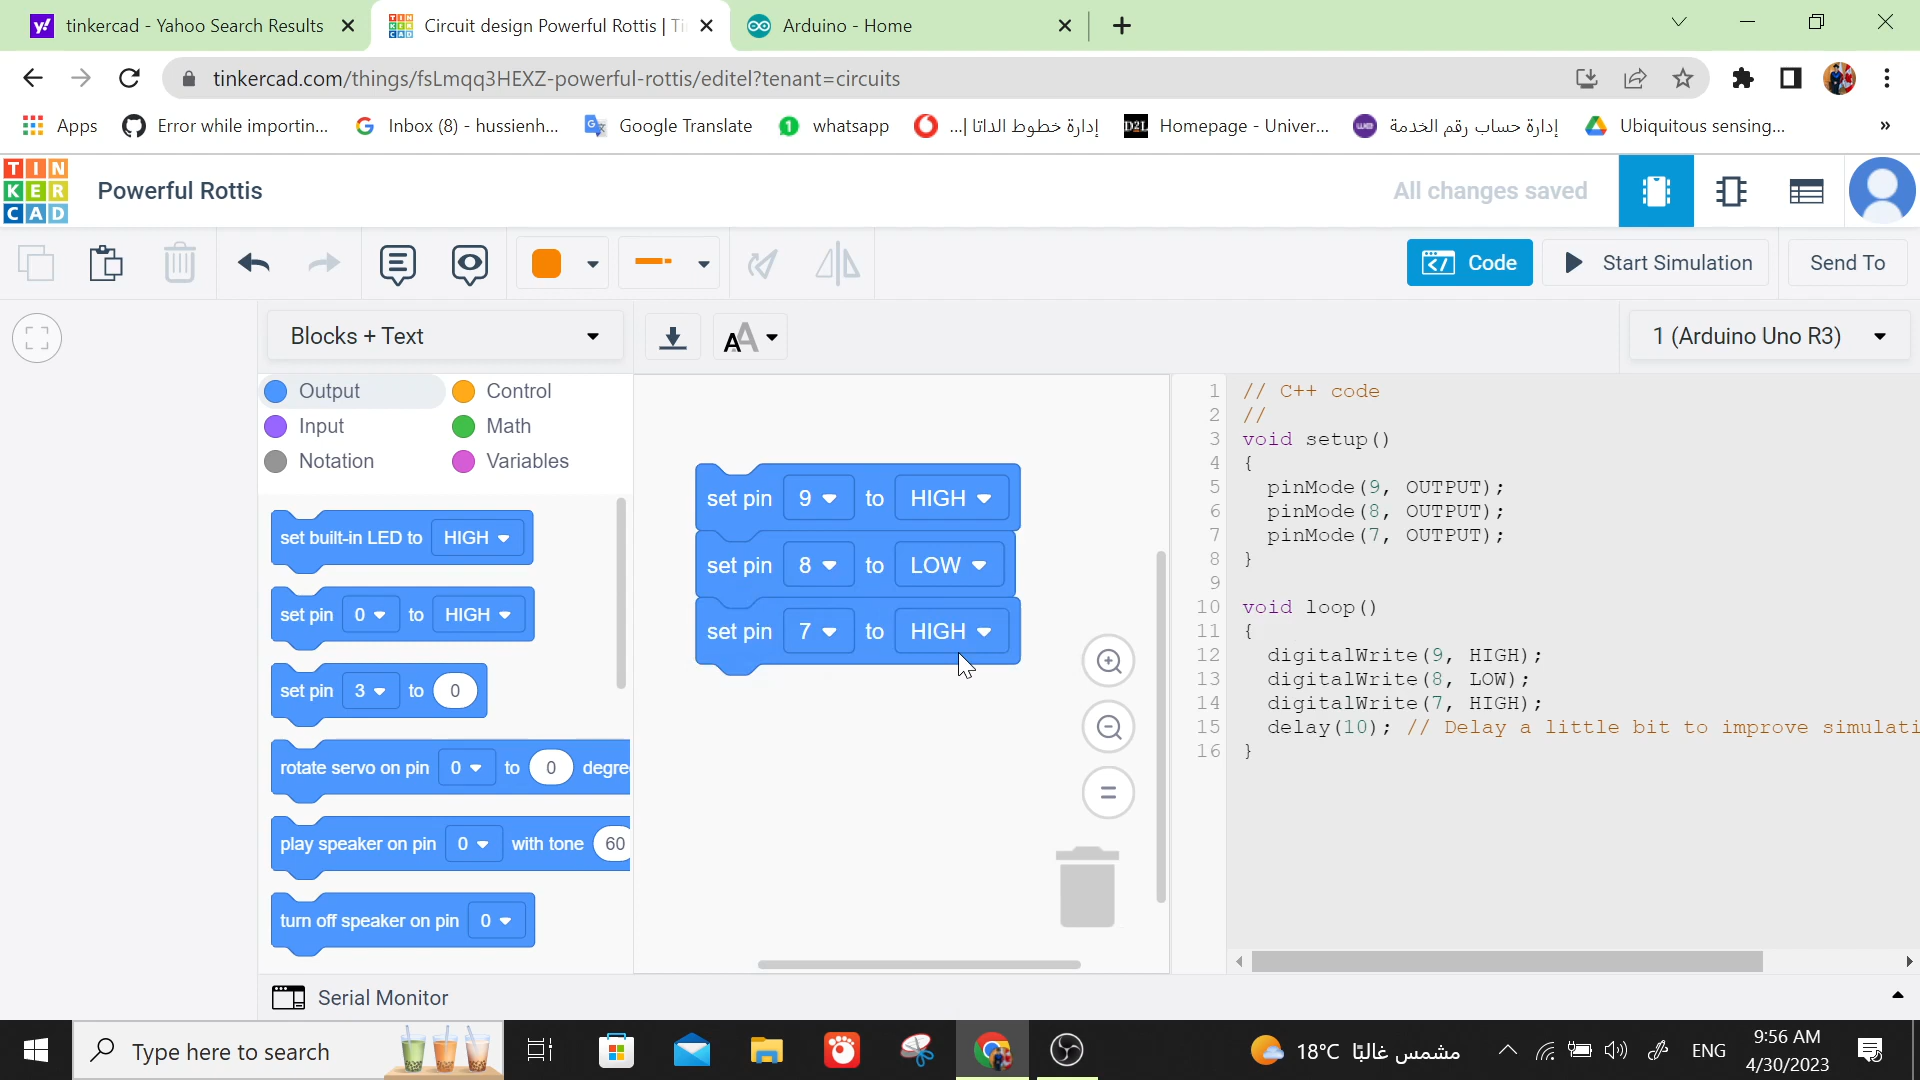 tinkercad - Yahoo Search Results
Circuit design Powerful Rottis | Ti
Arduino - Home
tinkercad.com/things/fsLmqq3HEXZ-powerful-rottis/editel?tenant=circuits
Apps
Error while importin...
Inbox (8) - hussienh...
Google Translate
whatsapp
إدارة خطوط الداتا |...
Homepage - Univer...
إدارة حساب رقم الخدمة
Ubiquitous sensing...
TINKERCAD
Powerful Rottis
All changes saved
Code
Start Simulation
Send To
Blocks + Text
1 (Arduino Uno R3)
Output
Control
Input
Math
Notation
Variables
set built-in LED to HIGH
set pin 0 to HIGH
set pin 3 to 0
rotate servo on pin 0 to 0 degre
play speaker on pin 0 with tone 60
turn off speaker on pin 0
set pin 9 to HIGH
set pin 8 to LOW
set pin 7 to HIGH
1 // C++ code
2 //
3 void setup()
4 {
5 pinMode(9, OUTPUT);
6 pinMode(8, OUTPUT);
7 pinMode(7, OUTPUT);
8 }
9
10 void loop()
11 {
12 digitalWrite(9, HIGH);
13 digitalWrite(8, LOW);
14 digitalWrite(7, HIGH);
15 delay(10); // Delay a little bit to improve simulati
16 }
Serial Monitor
Type here to search
18°C مشمس غالبًا
ENG
9:56 AM
4/30/2023